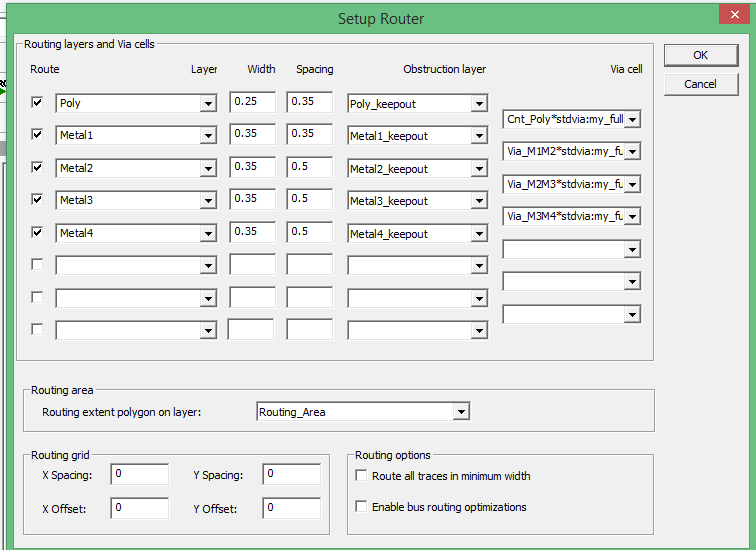 Setup Router
Routing layers and Via cells
Route Layer Width Spacing Obstruction layer Via cell
Poly 0.25 0.35 Poly_keepout
Cnt_Poly*stdvia:my_full
Metal1 0.35 0.35 Metal1_keepout
Via_M1M2*stdvia:my_fu
Metal2 0.35 0.5 Metal2_keepout
Via_M2M3*stdvia:my_fu
Metal3 0.35 0.5 Metal3_keepout
Via_M3M4*stdvia:my_fu
Metal4 0.35 0.5 Metal4_keepout
OK
Cancel
Routing area
Routing extent polygon on layer: Routing_Area
Routing grid
X Spacing: 0 Y Spacing: 0
X Offset: 0 Y Offset: 0
Routing options
Route all traces in minimum width
Enable bus routing optimizations